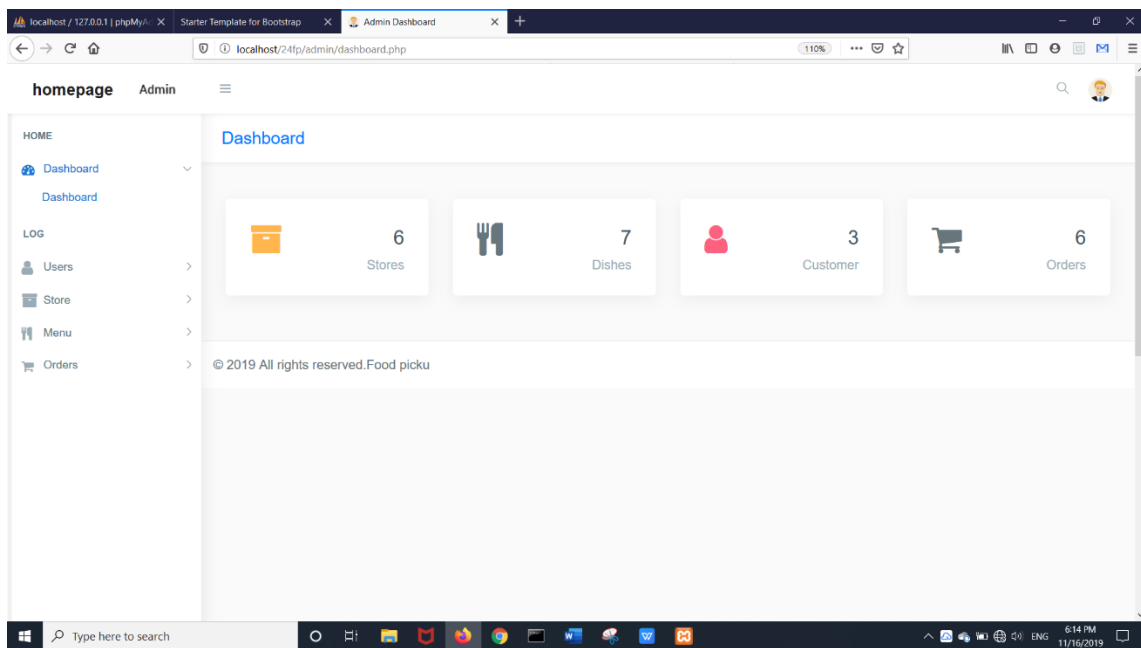 localhost / 127.0.0.1 | phpMyAd
Starter Template for Bootstrap
Admin Dashboard
localhost/24fp/admin/dashboard.php
110%
homepage Admin
HOME
Dashboard
Dashboard
LOG
Users
Store
Menu
Orders
Dashboard
6
Stores
7
Dishes
3
Customer
6
Orders
© 2019 All rights reserved.Food picku
Type here to search
ENG
6:14 PM
11/16/2019